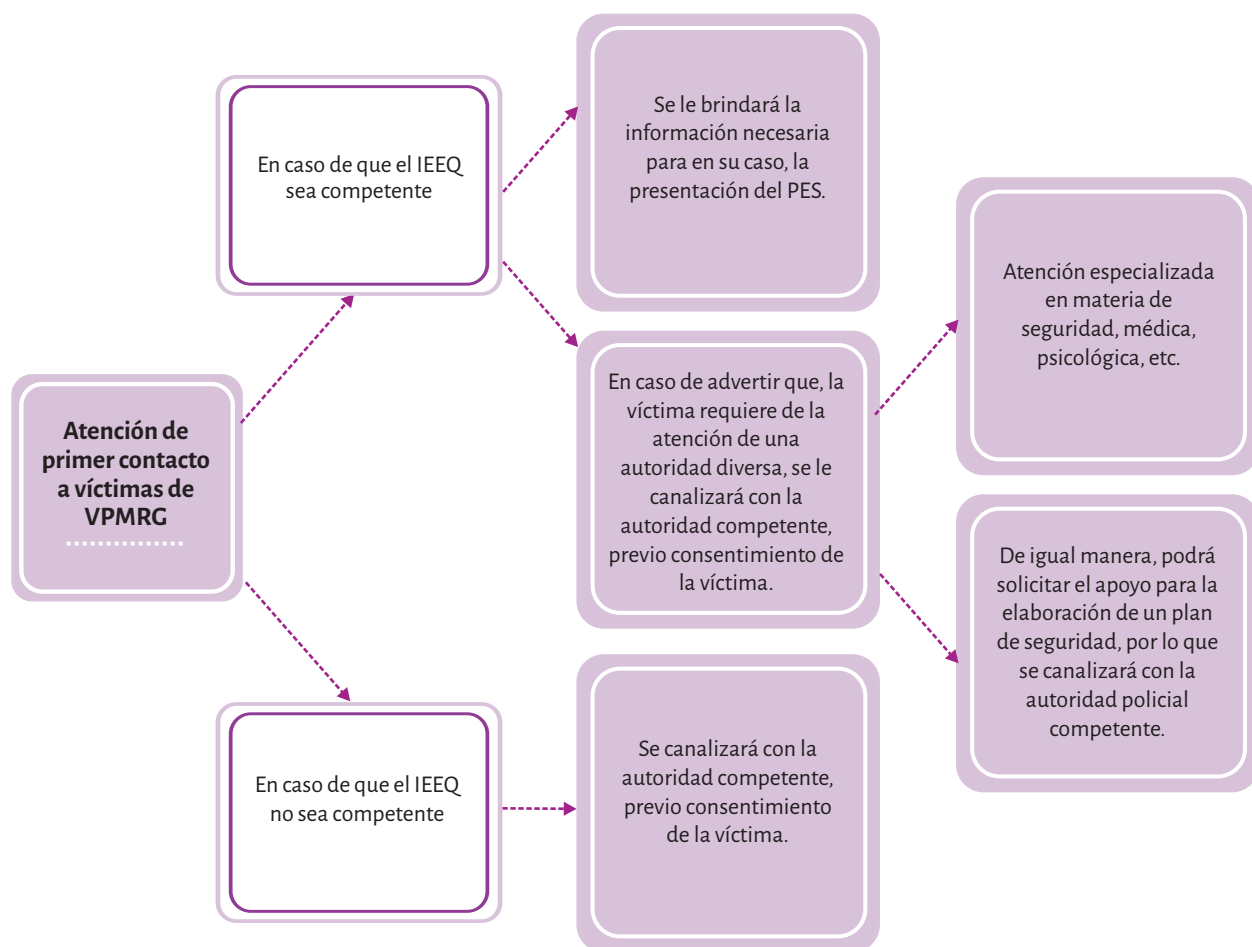 Atención de
primer contacto
a víctimas de
VPMRG
En caso de que el IEEQ
sea competente
Se le brindará la
información necesaria
para en su caso, la
presentación del PES.
En caso de advertir que, la
víctima requiere de la
atención de una
autoridad diversa, se le
canalizará con la
autoridad competente,
previo consentimiento de
la víctima.
Atención especializada
en materia de
seguridad, médica,
psicológica, etc.
De igual manera, podrá
solicitar el apoyo para la
elaboración de un plan
de seguridad, por lo que
se canalizará con la
autoridad policial
competente.
En caso de que el IEEQ
no sea competente
Se canalizará con la
autoridad competente,
previo consentimiento
de la víctima.